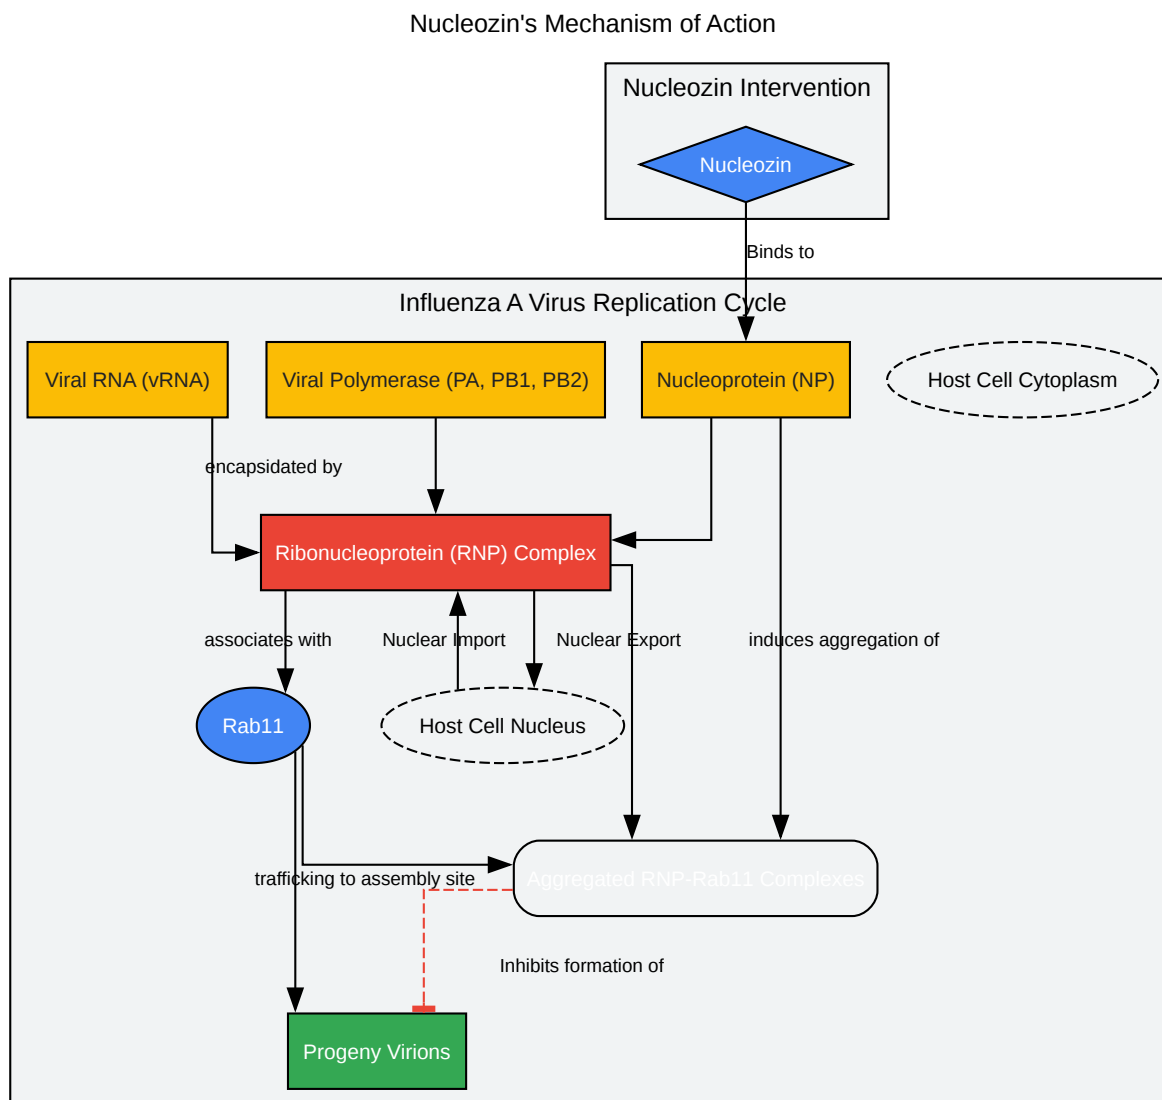 Nucleozin's Mechanism of Action
Nucleozin Intervention
Nucleozin
Binds to
Influenza A Virus Replication Cycle
Viral RNA (vRNA)
Viral Polymerase (PA, PB1, PB2)
Nucleoprotein (NP)
Host Cell Cytoplasm
encapsidated by
Ribonucleoprotein (RNP) Complex
associates with
Nuclear Import
Nuclear Export
induces aggregation of
Rab11
Host Cell Nucleus
trafficking to assembly site
Aggregated RNP-Rab11 Complexes
Inhibits formation of
Progeny Virions